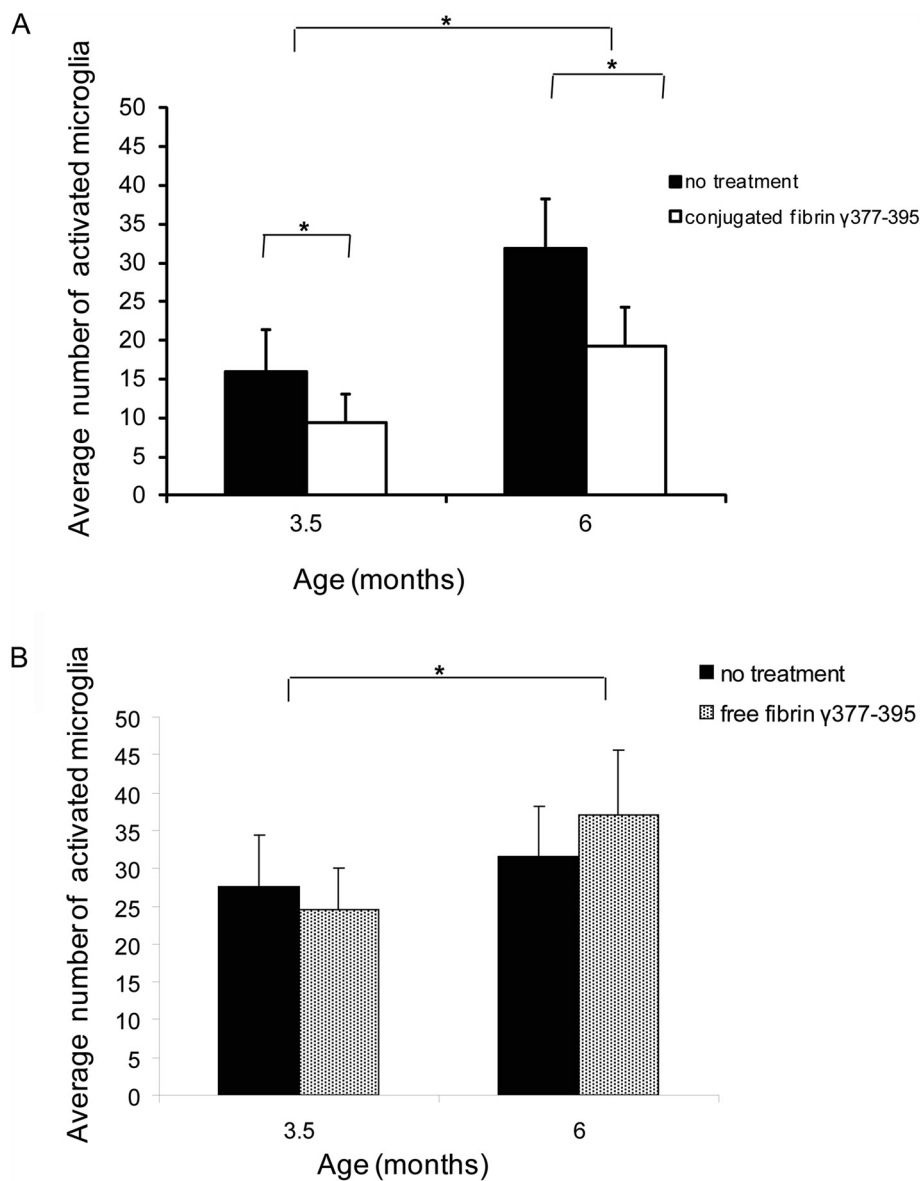 A
*
*
*
Average number of activated microglia
50
45
40
35
30
25
20
15
10
5
0
no treatment
conjugated fibrin γ377-395
3.5 6
Age (months)
B
*
Average number of activated microglia
50
45
40
35
30
25
20
15
10
5
0
no treatment
free fibrin γ377-395
3.5 6
Age (months)